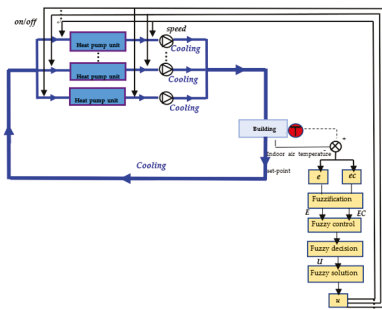 on/off
speed
Heat pump unit
Cooling
Heat pump unit
Cooling
Heat pump unit
Cooling
Building
+
Indoor air temperature
Cooling
set-point
e
ec
Fuzzification
E
EC
Fuzzy control
Fuzzy decision
U
Fuzzy solution
u